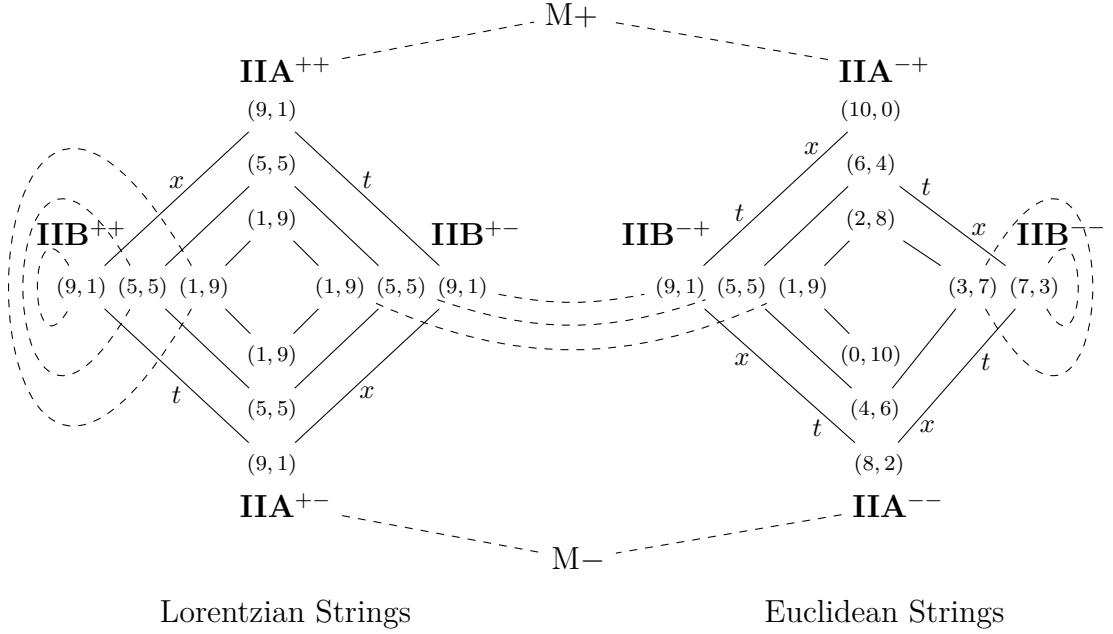 M+
IIA⁺⁺ IIA⁻⁺
(9, 1) (10, 0)
x (5, 5) t x (6, 4) t
(1, 9) t (2, 8) x
IIB⁺⁺ IIB⁺⁻ IIB⁻⁺ IIB⁻⁻
(9, 1) (5, 5) (1, 9) (1, 9) (5, 5) (9, 1) (9, 1) (5, 5) (1, 9) (3, 7) (7, 3)
(1, 9) x (0, 10) t
t (5, 5) x t (4, 6) x
(9, 1) (8, 2)
IIA⁺⁻ IIA⁻⁻
M−
Lorentzian Strings Euclidean Strings